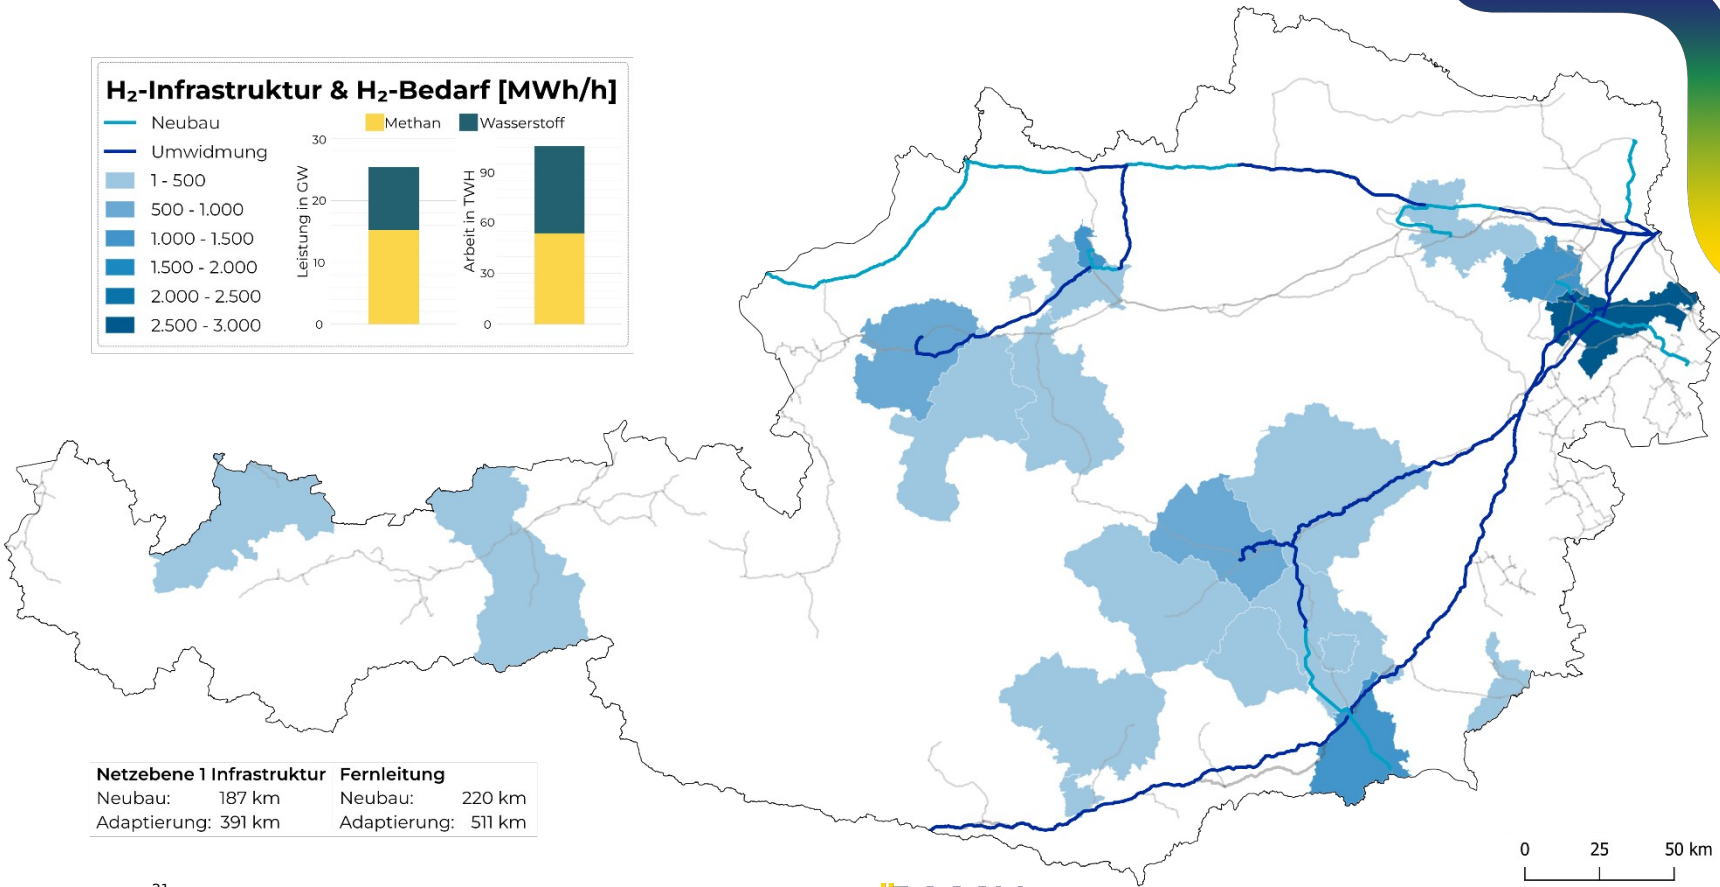 H₂-Infrastruktur & H₂-Bedarf [MWh/h]
Neubau
Umwidmung
1 - 500
500 - 1.000
1.000 - 1.500
1.500 - 2.000
2.000 - 2.500
2.500 - 3.000
Methan Wasserstoff
Leistung in GW
30
20
10
0
Arbeit in TWH
90
60
30
0
Netzebene 1 Infrastruktur Fernleitung
Neubau: 187 km Neubau: 220 km
Adaptierung: 391 km Adaptierung: 511 km
0 25 50 km